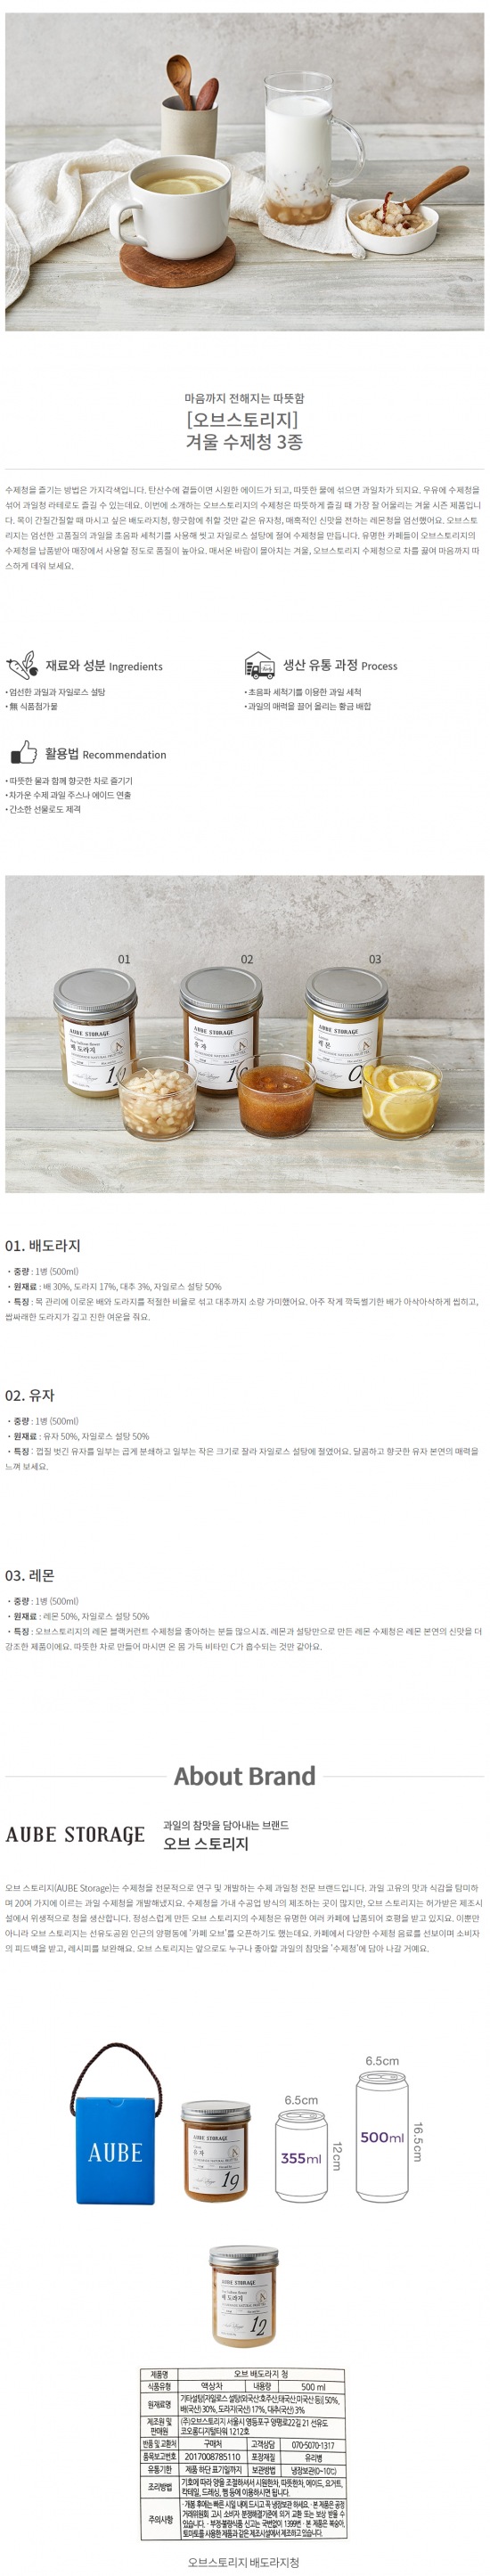 마음까지 전해지는 따뜻함
[오브스토리지]
겨울 수제청 3종
수제청을 즐기는 방법은 가지각색입니다. 탄산수에 곁들이면 시원한 에이드가 되고, 따뜻한 물에 섞으면 과일차가 되지요. 우유에 수제청을
섞어 과일청 라테로도 즐길 수 있는데요. 이번에 소개하는 오브스토리지의 수제청은 따뜻하게 즐길 때 가장 잘 어울리는 겨울 시즌 제품입니
다. 목이 간질간질할 때 마시고 싶은 배도라지청, 향긋함에 취할 것만 같은 유자청, 매혹적인 신맛을 전하는 레몬청을 엄선했어요. 오브스토
리지는 엄선한 고품질의 과일을 초음파 세척기를 사용해 씻고 자일로스 설탕에 절여 수제청을 만듭니다. 유명한 카페들이 오브스토리지의
수제청을 납품받아 매장에서 사용할 정도로 품질이 높아요. 매서운 바람이 몰아치는 겨울, 오브스토리지 수제청으로 차를 끓여 마음까지 따
스하게 데워 보세요.
재료와 성분 Ingredients
• 엄선한 과일과 자일로스 설탕
• 無 식품첨가물
생산 유통 과정 Process
• 초음파 세척기를 이용한 과일 세척
• 과일의 매력을 끌어 올리는 황금 배합
활용법 Recommendation
• 따뜻한 물과 함께 향긋한 차로 즐기기
• 차가운 수제 과일 주스나 에이드 연출
• 간소한 선물로도 제격
01
02
03
AUBE STORAGE
배 도라지
12
AUBE STORAGE
유 자
19
AUBE STORAGE
레 몬
01. 배도라지
・중량 : 1병 (500ml)
・원재료 : 배 30%, 도라지 17%, 대추 3%, 자일로스 설탕 50%
・특징 : 목 관리에 이로운 배와 도라지를 적절한 비율로 섞고 대추까지 소량 가미했어요. 아주 작게 깍둑썰기한 배가 아삭아삭하게 씹히고,
쌉싸래한 도라지가 깊고 진한 여운을 줘요.
02. 유자
・중량 : 1병 (500ml)
・원재료 : 유자 50%, 자일로스 설탕 50%
・특징 : 껍질 벗긴 유자를 일부는 곱게 분쇄하고 일부는 작은 크기로 잘라 자일로스 설탕에 절였어요. 달콤하고 향긋한 유자 본연의 매력을
느껴 보세요.
03. 레몬
・중량 : 1병 (500ml)
・원재료 : 레몬 50%, 자일로스 설탕 50%
・특징 : 오브스토리지의 레몬 블랙커런트 수제청을 좋아하는 분들 많으시죠. 레몬과 설탕만으로 만든 레몬 수제청은 레몬 본연의 신맛을 더
강조한 제품이에요. 따뜻한 차로 만들어 마시면 온 몸 가득 비타민 C가 흡수되는 것만 같아요.
About Brand
AUBE STORAGE
과일의 참맛을 담아내는 브랜드
오브 스토리지
오브 스토리지(AUBE Storage)는 수제청을 전문적으로 연구 및 개발하는 수제 과일청 전문 브랜드입니다. 과일 고유의 맛과 식감을 탐미하
며 20여 가지에 이르는 과일 수제청을 개발해냈지요. 수제청을 가내 수공업 방식의 제조하는 곳이 많지만, 오브 스토리지는 허가받은 제조시
설에서 위생적으로 청을 생산합니다. 정성스럽게 만든 오브 스토리지의 수제청은 유명한 여러 카페에 납품되어 호평을 받고 있지요. 이뿐만
아니라 오브 스토리지는 선유도공원 인근의 양평동에 '카페 오브'를 오픈하기도 했는데요. 카페에서 다양한 수제청 음료를 선보이며 소비자
의 피드백을 받고, 레시피를 보완해요. 오브 스토리지는 앞으로도 누구나 좋아할 과일의 참맛을 '수제청'에 담아 나갈 거예요.
AUBE
AUBE STORAGE
유 자
19
6.5cm
355ml
12cm
6.5cm
500ml
16.5cm
AUBE STORAGE
배 도라지
12
제품명 오브 배도라지 청
식품유형 액상차 내용량 500 ml
원재료명 기타설탕[자일로스 설탕(외국산:호주산,태국산,미국산 등)] 50%,
배(국산) 30%, 도라지(국산) 17%, 대추(국산) 3%
제조원 및 판매원 (주)오브스토리지 서울시 영등포구 양평로22길 21 선유도
코오롱디지털타워 1212호
반품 및 교환처 구매처 고객상담 070-5070-1317
품목보고번호 2017008785110 포장재질 유리병
유통기한 제품 하단 표기일까지 보관방법 냉장보관(0~10℃)
조리방법 기호에 따라 양을 조절하셔서 시원한차, 따뜻한차, 에이드, 요거트,
칵테일, 드레싱, 잼 등에 이용하시면 됩니다.
주의사항 · 개봉 후에는 빠른 시일 내에 드시고 꼭 냉장보관 하세요. · 본 제품은 공정
거래위원회 고시 소비자 분쟁해결기준에 의거 교환 또는 보상 받을 수
있습니다. · 부정·불량식품 신고는 국번없이 1399번 · 본 제품은 복숭아,
토마토를 사용한 제품과 같은 제조시설에서 제조하고 있습니다.
오브스토리지 배도라지청